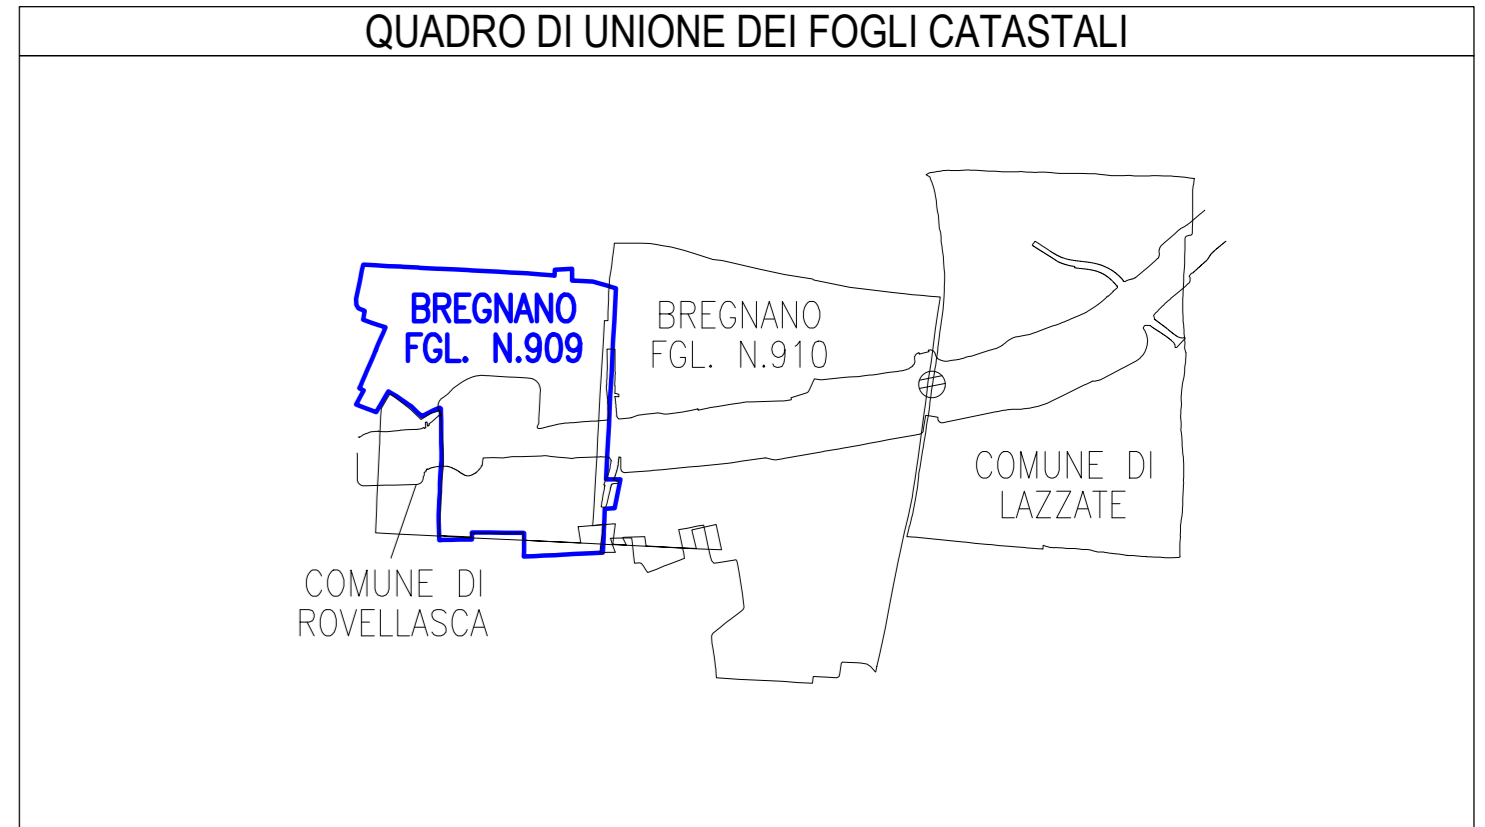 QUADRO DI UNIONE DEI FOGLI CATASTALI
BREGNANO
FGL. N.909
BREGNANO
FGL. N.910
COMUNE DI
LAZZATE
COMUNE DI
ROVELLASCA